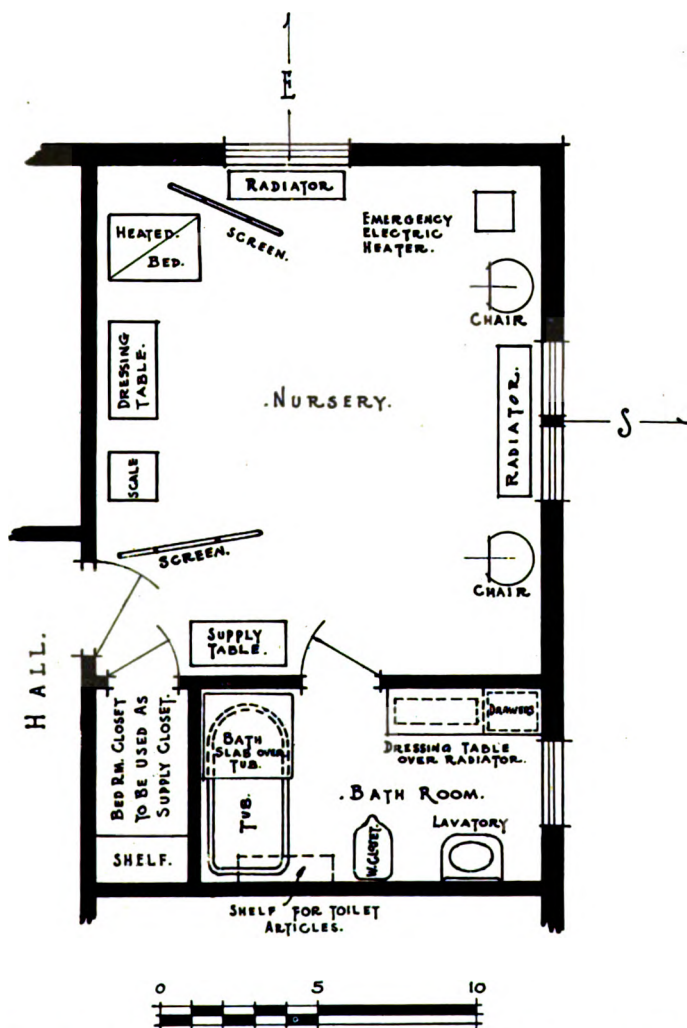 E
RADIATOR
EMERGENCY
ELECTRIC
HEATER.
HEATED.
BED.
SCREEN.
CHAIR
DRESSING
TABLE.
.NURSERY.
RADIATOR.
S
SCALE
SCREEN.
CHAIR
HALL.
SUPPLY
TABLE.
BED RM. CLOSET
TO BE USED AS
SUPPLY CLOSET.
BATH
SLAB OVER
TUB.
TUB.
DRAWERS
DRESSING TABLE
OVER RADIATOR.
.BATH ROOM.
LAVATORY
W.CLOSET.
SHELF.
SHELF FOR TOILET
ARTICLES.
0 5 10